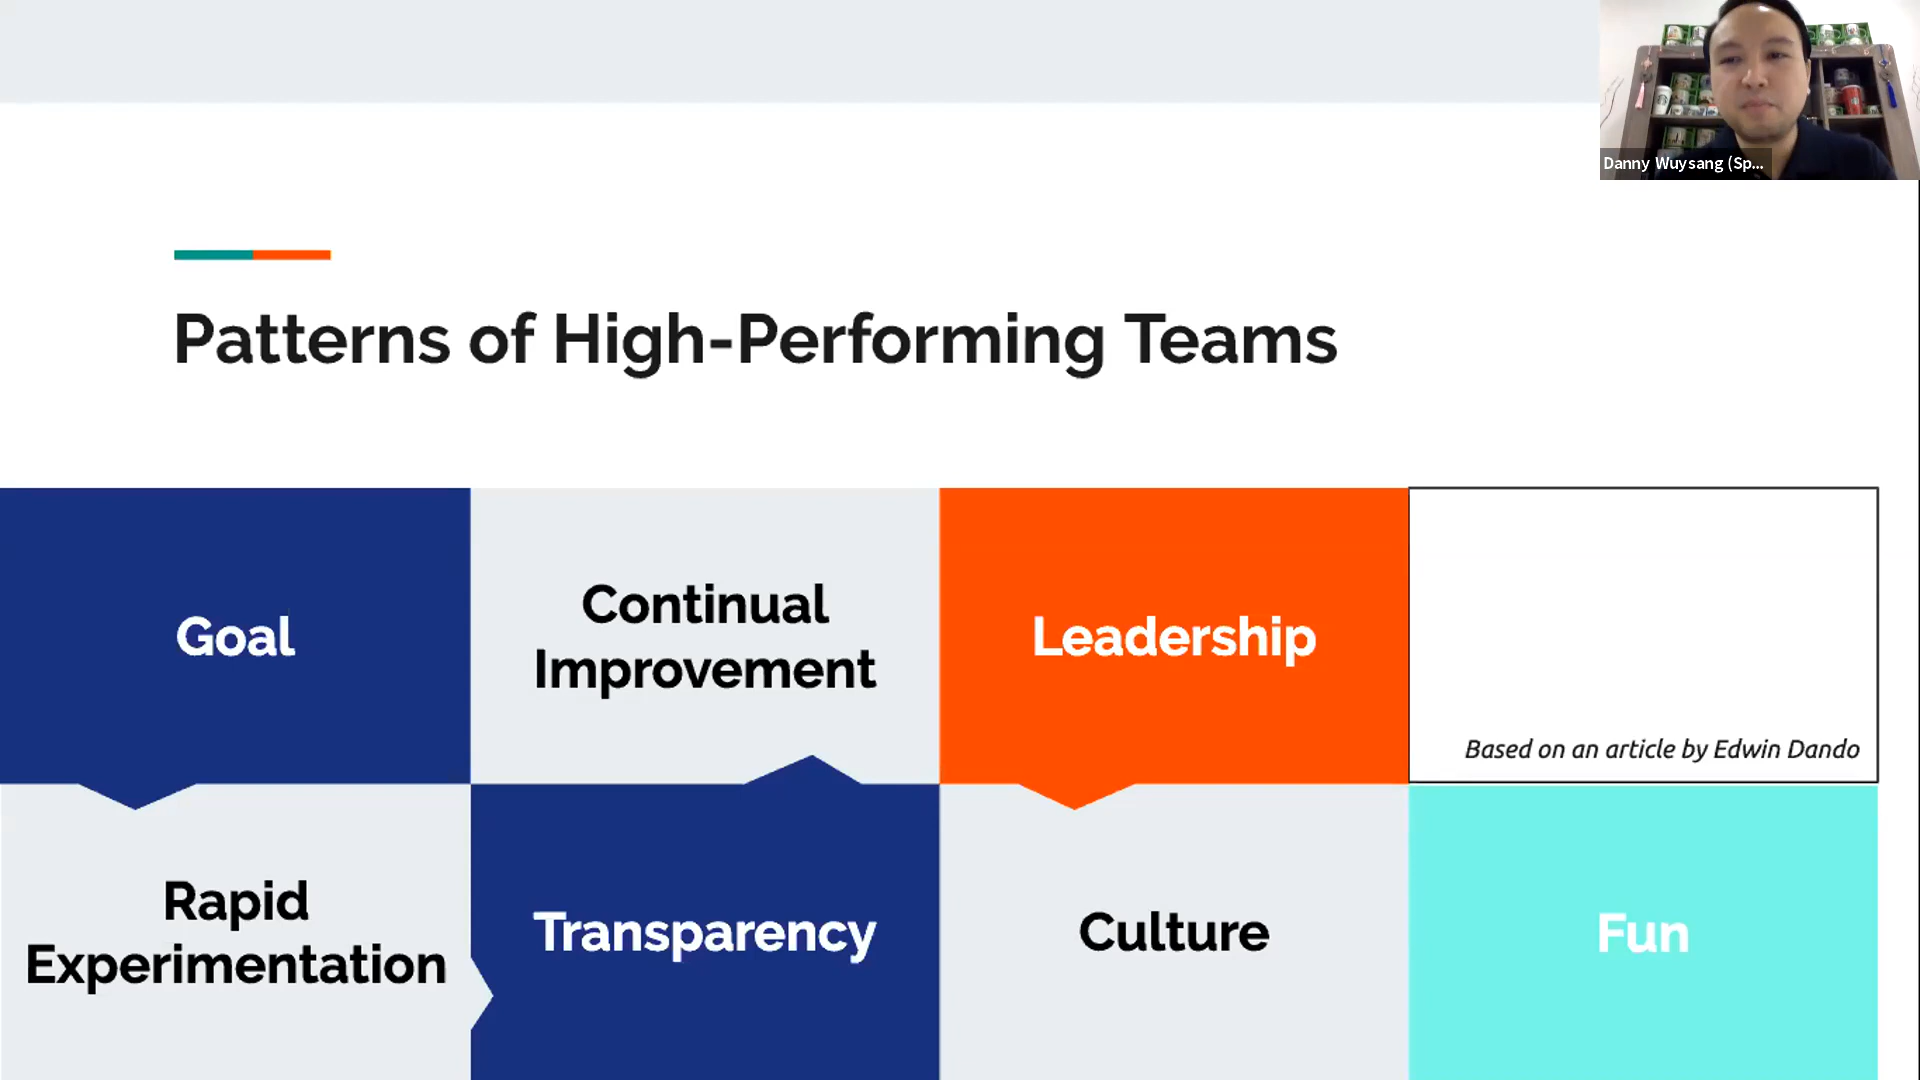 Danny Wuysang (Sp...
Patterns of High-Performing Teams
Goal
Continual
Improvement
Leadership
Based on an article by Edwin Dando
Rapid
Experimentation
Transparency
Culture
Fun